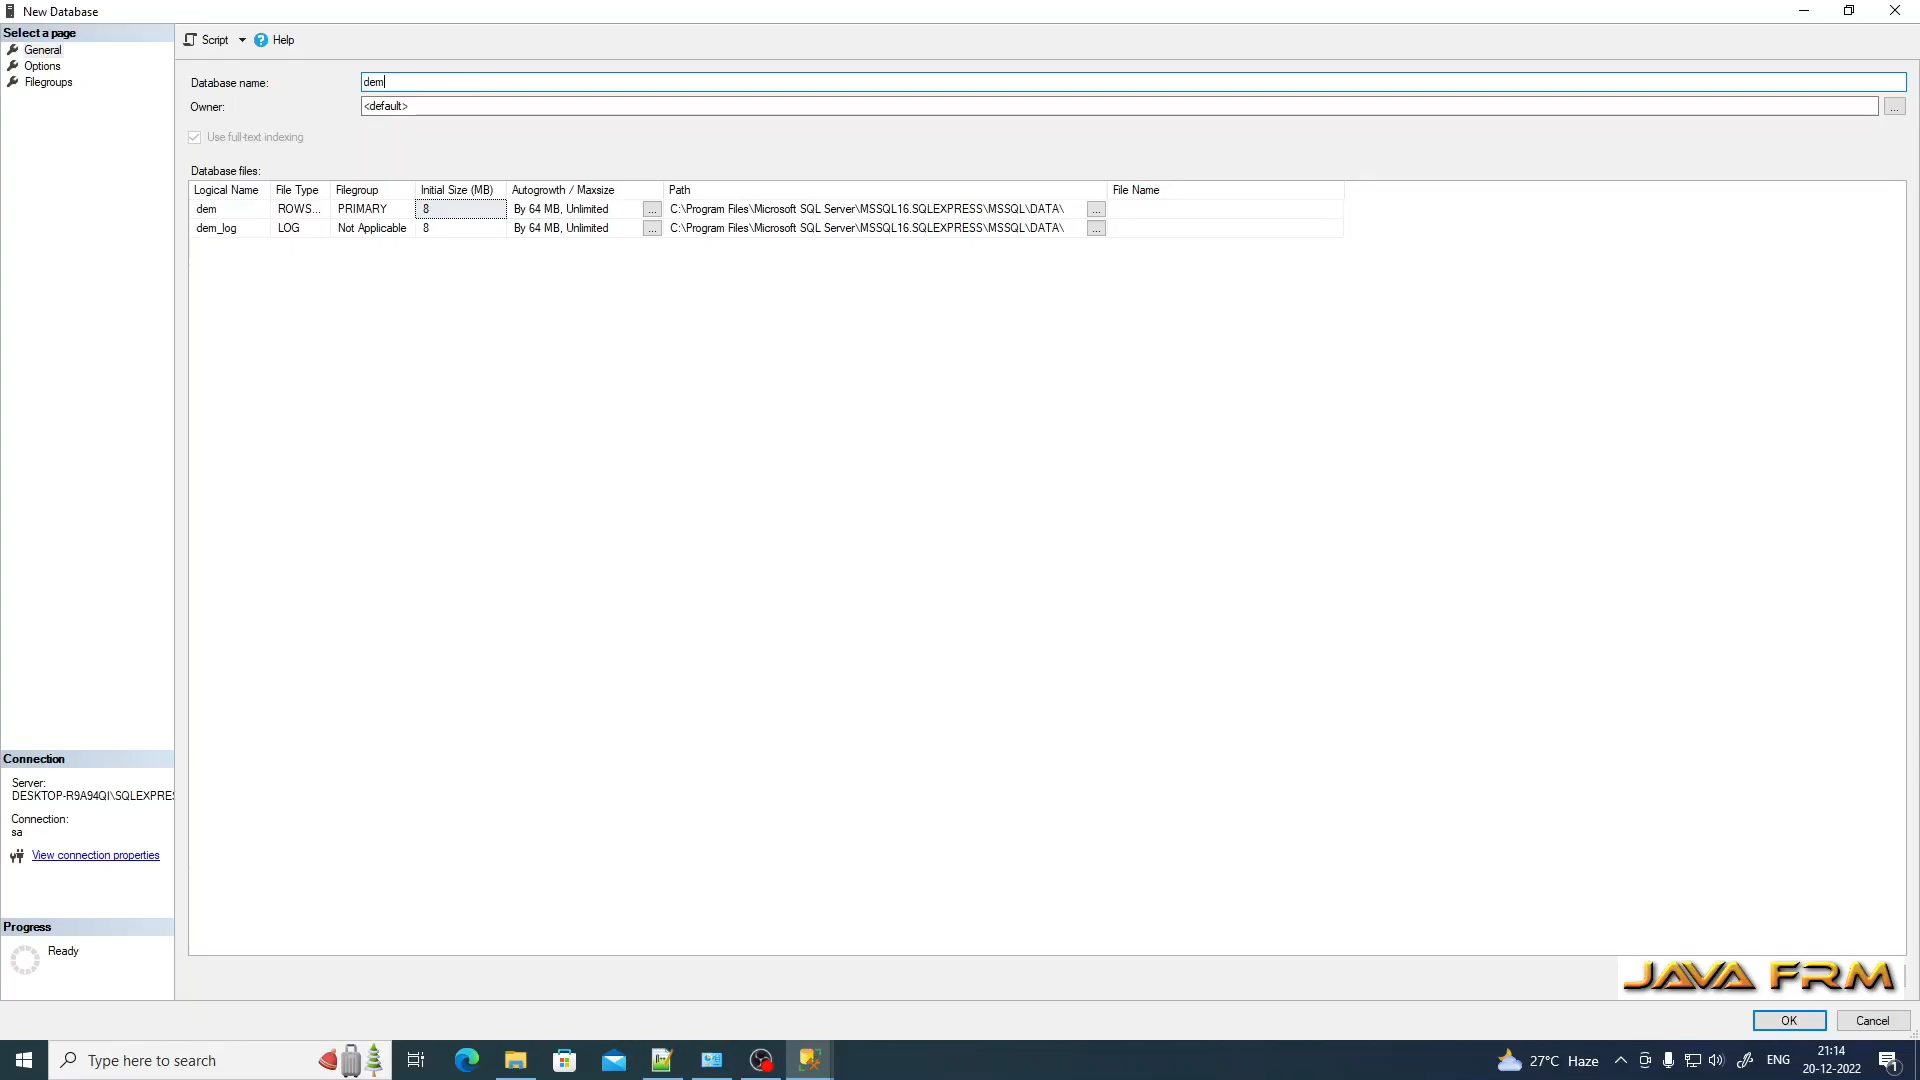 New Database
Select a page
General
Options
Filegroups
Script
Help
Database name:
dem
Owner:
<default>
...
Use full-text indexing
Database files:
Logical Name File Type Filegroup Initial Size (MB) Autogrowth / Maxsize Path File Name
dem ROWS... PRIMARY 8 By 64 MB, Unlimited ... C:\Program Files\Microsoft SQL Server\MSSQL16.SQLEXPRESS\MSSQL\DATA\ ...
dem_log LOG Not Applicable 8 By 64 MB, Unlimited ... C:\Program Files\Microsoft SQL Server\MSSQL16.SQLEXPRESS\MSSQL\DATA\ ...
Connection
Server:
DESKTOP-R9A94QI\SQLEXPRES
Connection:
sa
View connection properties
Progress
Ready
JAVA FRM
OK
Cancel
Type here to search
27°C Haze
ENG
21:14
20-12-2022
1